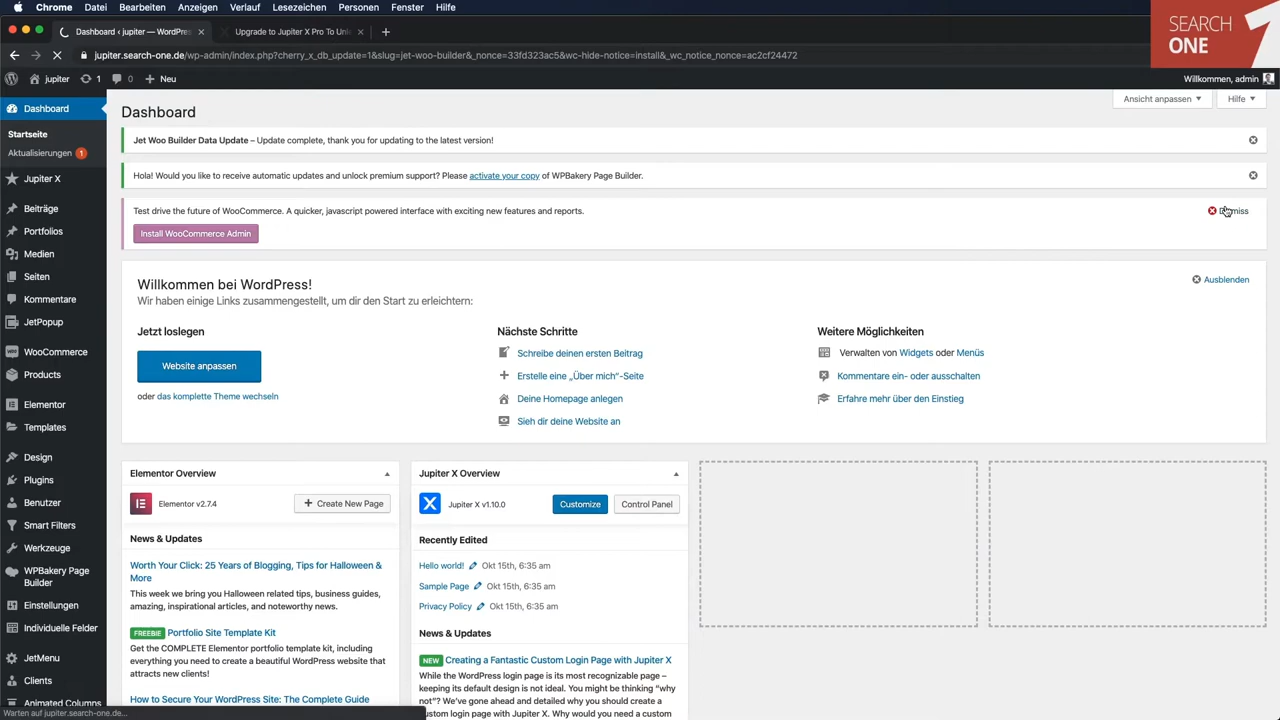 Chrome Datei Bearbeiten Anzeigen Verlauf Lesezeichen Personen Fenster Hilfe
SEARCH
ONE
Dashboard ‹ jupiter — WordPres
Upgrade to Jupiter X Pro To Unl
jupiter.search-one.de/wp-admin/index.php?cherry_x_db_update=1&slug=jet-woo-builder&_nonce=33fd323ac5&wc-hide-notice=install&_wc_notice_nonce=ac2cf24472
jupiter 1 0 Neu
Willkommen, admin
Dashboard
Startseite
Aktualisierungen 1
Jupiter X
Beiträge
Portfolios
Medien
Seiten
Kommentare
JetPopup
WooCommerce
Products
Elementor
Templates
Design
Plugins
Benutzer
Smart Filters
Werkzeuge
WPBakery Page
Builder
Einstellungen
Individuelle Felder
JetMenu
Clients
Animated Columns
Ansicht anpassen
Hilfe
Dashboard
Jet Woo Builder Data Update – Update complete, thank you for updating to the latest version!
Hola! Would you like to receive automatic updates and unlock premium support? Please activate your copy of WPBakery Page Builder.
Test drive the future of WooCommerce. A quicker, javascript powered interface with exciting new features and reports.
Install WooCommerce Admin
Willkommen bei WordPress!
Ausblenden
Wir haben einige Links zusammengestellt, um dir den Start zu erleichtern:
Jetzt loslegen
Website anpassen
oder das komplette Theme wechseln
Nächste Schritte
Schreibe deinen ersten Beitrag
Erstelle eine „Über mich“-Seite
Deine Homepage anlegen
Sieh dir deine Website an
Weitere Möglichkeiten
Verwalten von Widgets oder Menüs
Kommentare ein- oder ausschalten
Erfahre mehr über den Einstieg
Elementor Overview
Elementor v2.7.4
Create New Page
News & Updates
Worth Your Click: 25 Years of Blogging, Tips for Halloween &
More
This week we bring you Halloween related tips, business guides,
amazing, inspirational articles, and noteworthy news.
FREEBIE Portfolio Site Template Kit
Get the COMPLETE Elementor portfolio template kit, including
everything you need to create a beautiful WordPress website that
attracts new clients!
How to Secure Your WordPress Site: The Complete Guide
Jupiter X Overview
Jupiter X v1.10.0
Customize
Control Panel
Recently Edited
Hello world! Okt 15th, 6:35 am
Sample Page Okt 15th, 6:35 am
Privacy Policy Okt 15th, 6:35 am
News & Updates
NEW Creating a Fantastic Custom Login Page with Jupiter X
While the WordPress login page is its most recognizable page –
keeping its default design is not ideal. You might be thinking “why
not”? We’ve gone ahead and detailed why you should create a
custom login page with Jupiter X. Why would you need a custom
Warten auf jupiter.search-one.de...